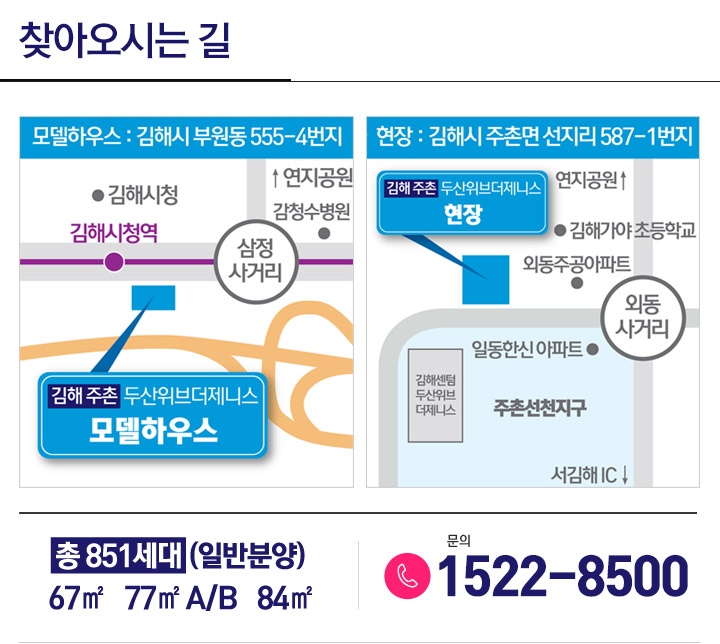 찾아오시는 길
모델하우스 : 김해시 부원동 555-4번지
↑연지공원
김해시청
감청수병원
김해시청역
삼정
사거리
김해 주촌 두산위브더제니스
모델하우스
현장 : 김해시 주촌면 선지리 587-1번지
김해 주촌 두산위브더제니스
현장
연지공원↑
김해가야 초등학교
외동주공아파트
외동
사거리
일동한신 아파트
김해센텀
두산위브
더제니스
주촌선천지구
서김해 IC↓
총 851세대 (일반분양)
67㎡ 77㎡ A/B 84㎡
문의
1522-8500